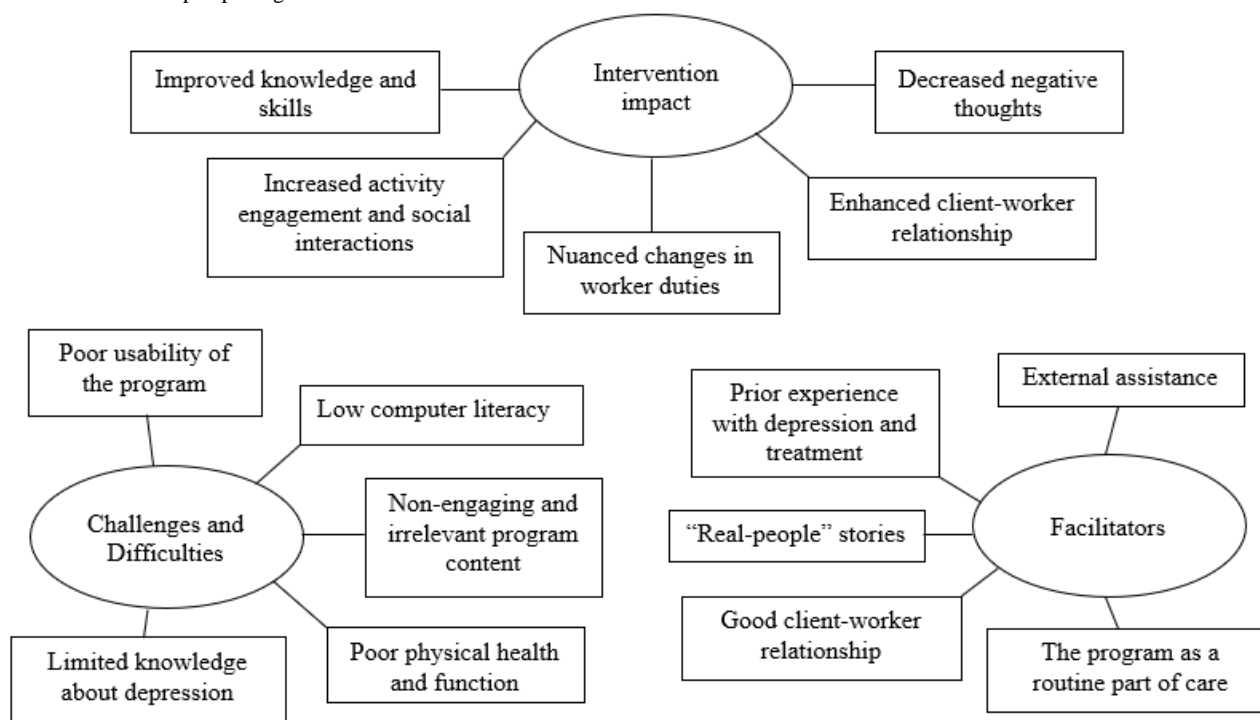 Improved knowledge and
skills
Intervention
impact
Decreased negative
thoughts
Increased activity
engagement and social
interactions
Nuanced changes in
worker duties
Enhanced client-worker
relationship
Poor usability of
the program
Low computer literacy
Non-engaging and
irrelevant program
content
Challenges and
Difficulties
Limited knowledge
about depression
Poor physical health
and function
Prior experience
with depression and
treatment
External assistance
“Real-people” stories
Facilitators
Good client-worker
relationship
The program as a
routine part of care